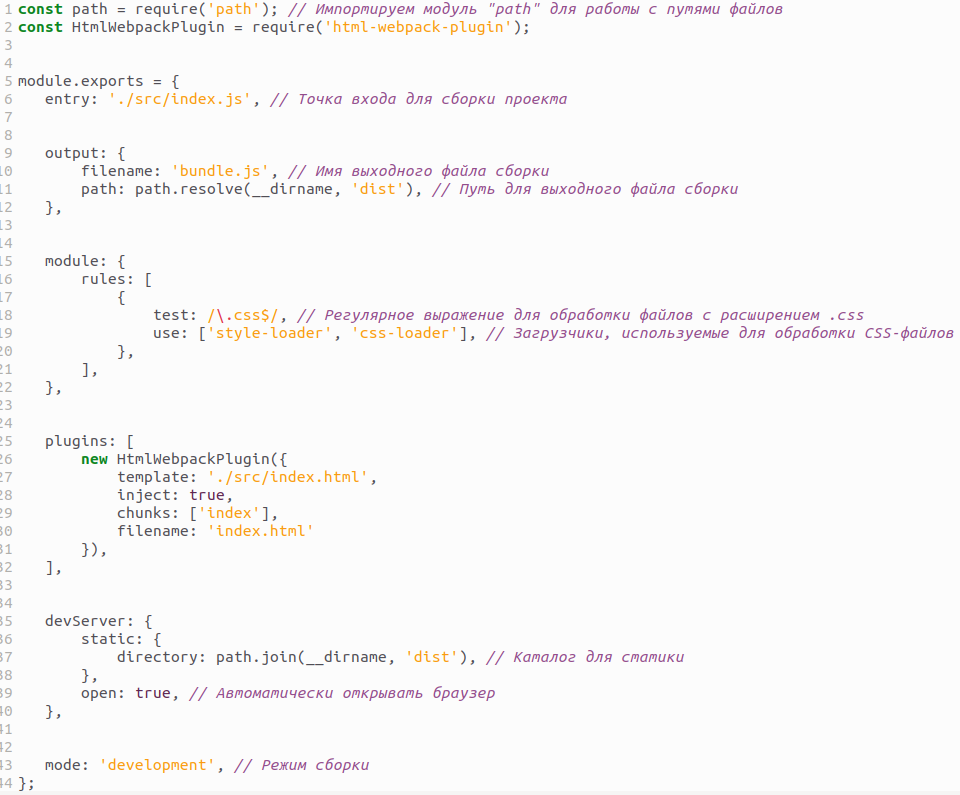 1 const path = require('path'); // Импортируем модуль "path" для работы с путями файлов
2 const HtmlWebpackPlugin = require('html-webpack-plugin');
3
4
5 module.exports = {
6    entry: './src/index.js', // Точка входа для сборки проекта
7
8
9    output: {
10        filename: 'bundle.js', // Имя выходного файла сборки
11        path: path.resolve(__dirname, 'dist'), // Путь для выходного файла сборки
12    },
13
14
15    module: {
16        rules: [
17            {
18                test: /\.css$/, // Регулярное выражение для обработки файлов с расширением .css
19                use: ['style-loader', 'css-loader'], // Загрузчики, используемые для обработки CSS-файлов
20            },
21        ],
22    },
23
24
25    plugins: [
26        new HtmlWebpackPlugin({
27            template: './src/index.html',
28            inject: true,
29            chunks: ['index'],
30            filename: 'index.html'
31        }),
32    ],
33
34
35    devServer: {
36        static: {
37            directory: path.join(__dirname, 'dist'), // Каталог для статики
38        },
39        open: true, // Автоматически открывать браузер
40    },
41
42
43    mode: 'development', // Режим сборки
44 };